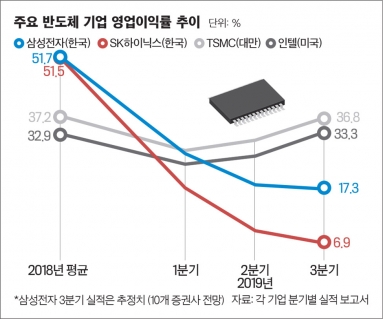 주요 반도체 기업 영업이익률 추이 단위: %
삼성전자(한국) SK하이닉스(한국) TSMC(대만) 인텔(미국)
51.7
51.5
37.2
36.8
32.9
33.3
17.3
6.9
2018년 평균 1분기 2분기 3분기
2019년
*삼성전자 3분기 실적은 추정치 (10개 증권사 전망) 자료: 각 기업 분기별 실적 보고서